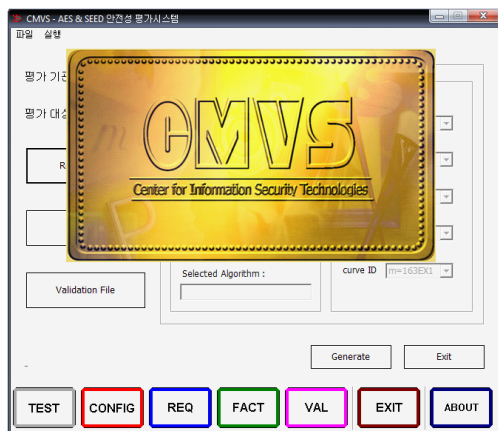 CMVS - AES & SEED 안전성 평가시스템
파일 실행
평가 기관
평가 대상
CMVS
Center for Information Security Technologies
R
Selected Algorithm :
curve ID m=163EX1
Validation File
Generate Exit
TEST CONFIG REQ FACT VAL EXIT ABOUT